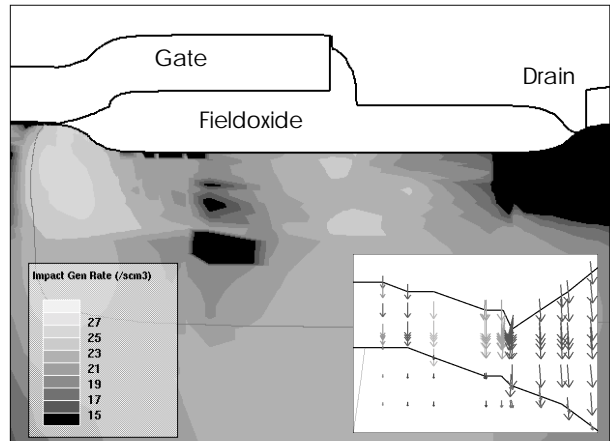 Gate
Drain
Fieldoxide
Impact Gen Rate (/scm3)
27
25
23
21
19
17
15